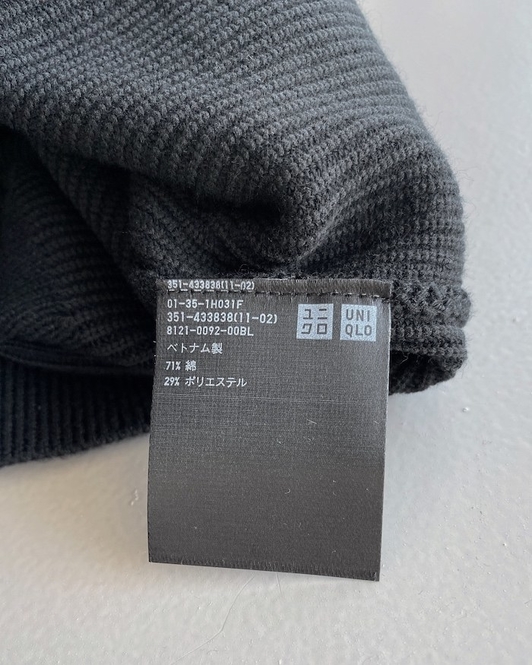 351-433838(11-02)
01-35-1H031F
351-433838(11-02)
8121-0092-00BL
ベトナム製
71% 綿
29% ポリエステル
ユニ
クロ
UNI
QLO